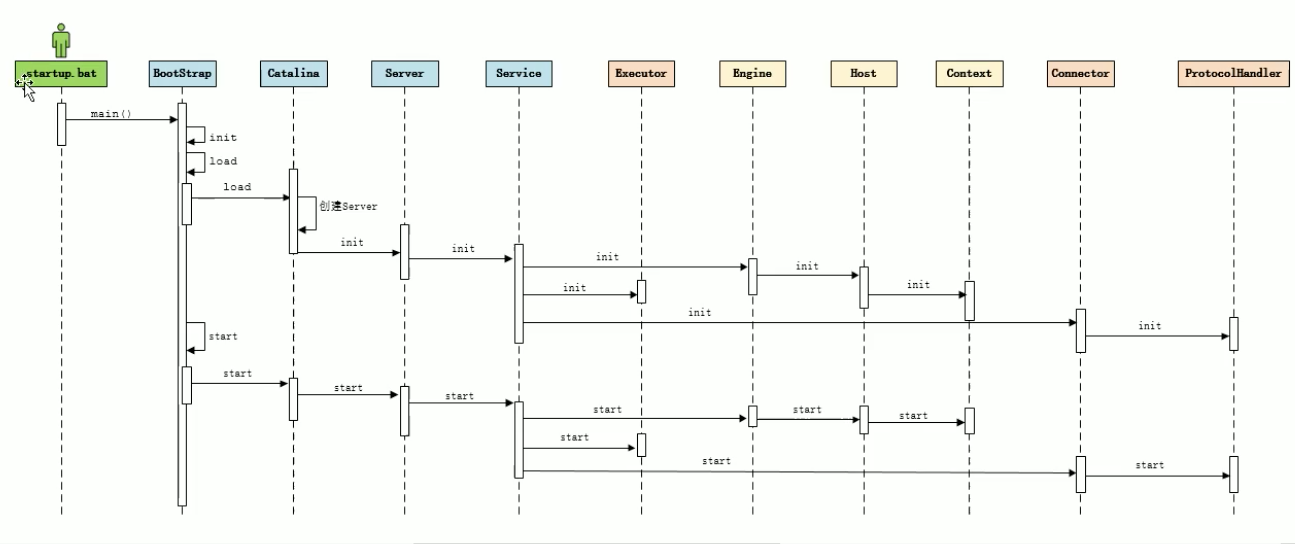 startup.bat
BootStrap
Catalina
Server
Service
Executor
Engine
Host
Context
Connector
ProtocolHandler
main()
init
load
load
创建Server
init
init
init
init
init
init
init
init
start
start
start
start
start
start
start
start
start
start